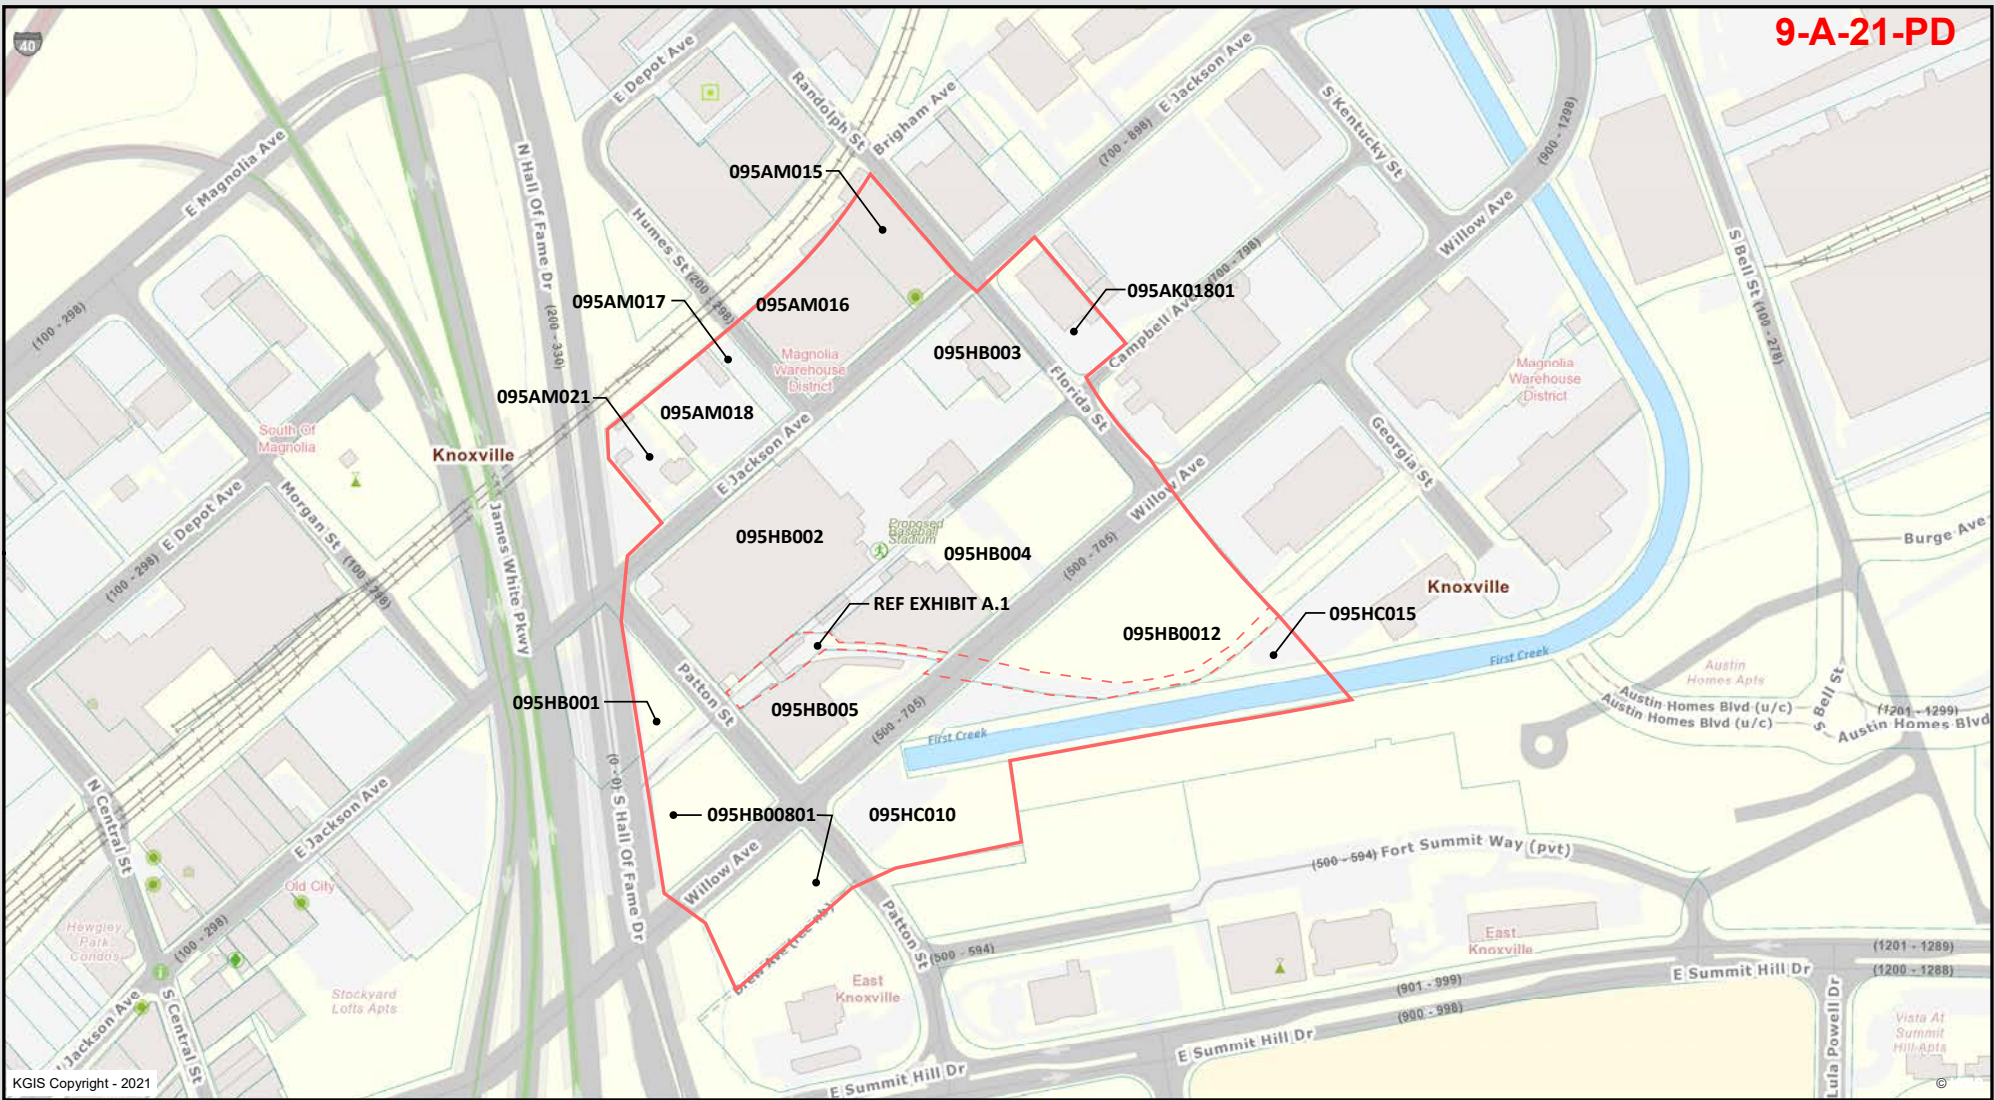 9-A-21-PD
40
E Depot Ave
Randolph St
Brigham Ave
E Jackson Ave
(700 - 898)
S Kentucky St
(900 - 1298)
Willow Ave
E Magnolia Ave
N Hall Of Fame Dr
(200 - 330)
Humes St
(200 - 298)
095AM015
095AM017
095AM016
095AK01801
Campbell Ave
(700 - 798)
S Bell St
(100 - 278)
095HB003
Magnolia
Warehouse
District
Magnolia
Warehouse
District
(100 - 298)
095AM021
095AM018
Florida St
E Jackson Ave
South Of
Magnolia
Knoxville
Georgia St
E Depot Ave
(100 - 298)
Morgan St
(100 - 298)
James White Pkwy
Willow Ave
(500 - 705)
095HB002
Proposed
Baseball
Stadium
095HB004
Burge Ave
Knoxville
REF EXHIBIT A.1
095HC015
095HB0012
First Creek
Austin
Homes Apts
Austin Homes Blvd (u/c)
Austin Homes Blvd (u/c)
S Bell St
(1201 - 1299)
Austin Homes Blvd
Patton St
095HB001
095HB005
(500 - 705)
First Creek
(0 - 0)
S Hall Of Fame Dr
095HB00801
095HC010
N Central St
E Jackson Ave
(100 - 298)
Old City
Willow Ave
(500 - 594)
Fort Summit Way (pvt)
Hewgley
Park
Condos
Patton St
(500 - 594)
East
Knoxville
(1201 - 1289)
(1200 - 1288)
E Summit Hill Dr
(901 - 999)
(900 - 998)
Stockyard
Lofts Apts
East
Knoxville
Jackson Ave
S Central St
E Summit Hill Dr
E Summit Hill Dr
Lula Powell Dr
Vista At
Summit
Hill Apts
KGIS Copyright - 2021
©